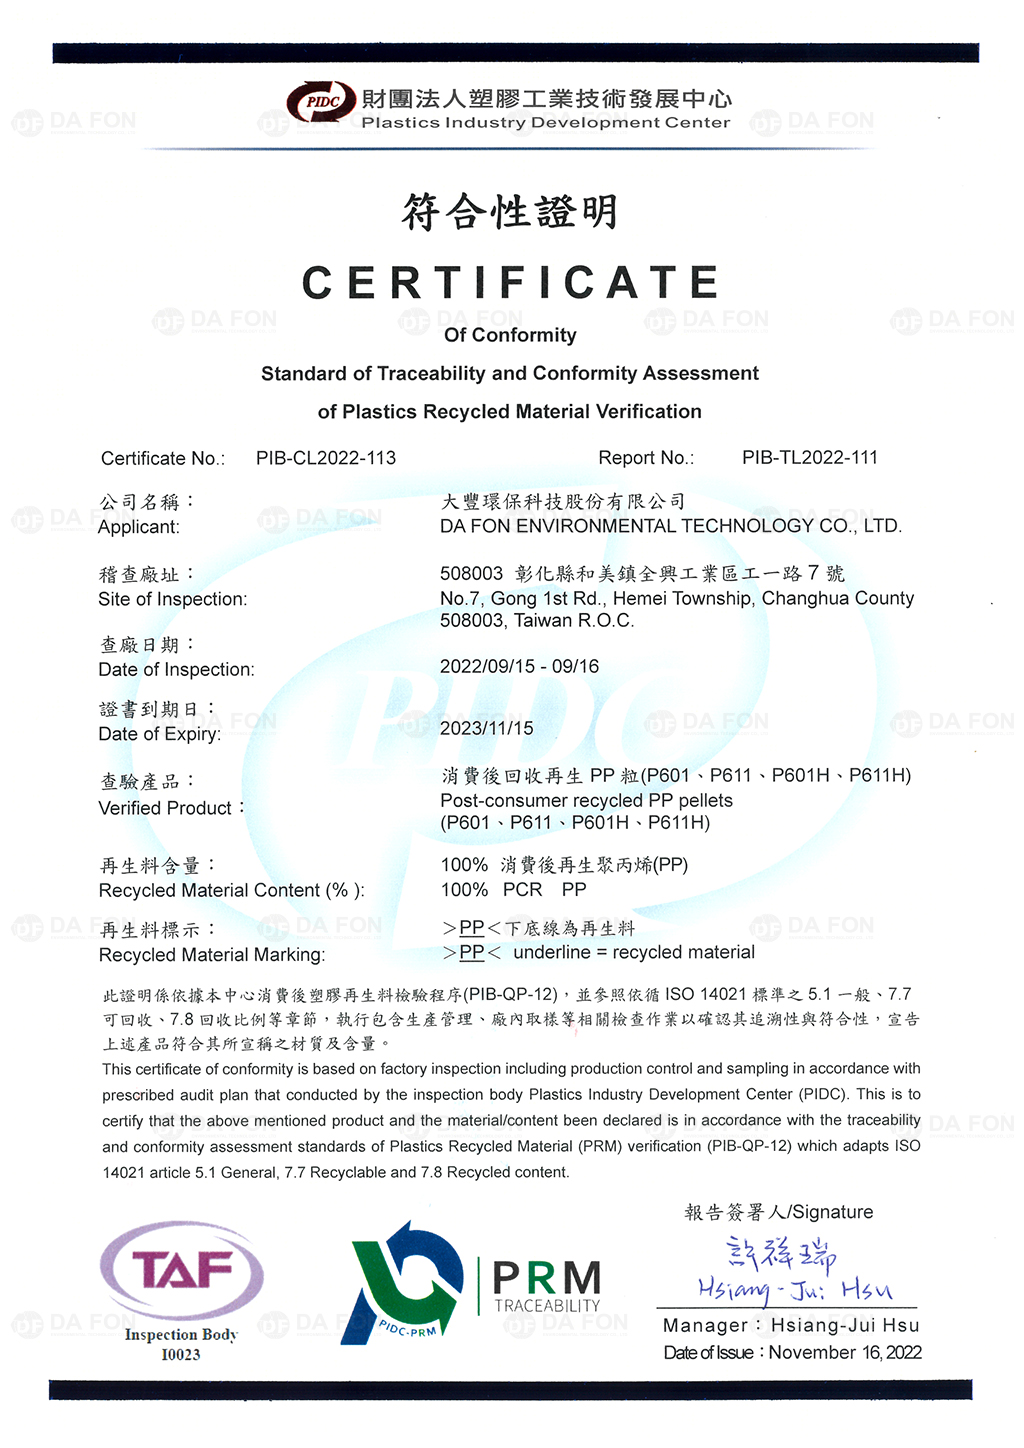 PIDC
財團法人塑膠工業技術發展中心
Plastics Industry Development Center
符合性證明
CERTIFICATE
Of Conformity
Standard of Traceability and Conformity Assessment
of Plastics Recycled Material Verification
Certificate No.: PIB-CL2022-113 Report No.: PIB-TL2022-111
公司名稱： 大豐環保科技股份有限公司
Applicant: DA FON ENVIRONMENTAL TECHNOLOGY CO., LTD.
稽查廠址： 508003 彰化縣和美鎮全興工業區工一路 7 號
Site of Inspection: No.7, Gong 1st Rd., Hemei Township, Changhua County
508003, Taiwan R.O.C.
查廠日期：
Date of Inspection: 2022/09/15 - 09/16
證書到期日：
Date of Expiry: 2023/11/15
查驗產品： 消費後回收再生 PP 粒(P601、P611、P601H、P611H)
Verified Product： Post-consumer recycled PP pellets
(P601、P611、P601H、P611H)
再生料含量： 100% 消費後再生聚丙烯(PP)
Recycled Material Content (% ): 100% PCR PP
再生料標示： ＞PP＜下底線為再生料
Recycled Material Marking: ＞PP＜ underline = recycled material
此證明係依據本中心消費後塑膠再生料檢驗程序(PIB-QP-12)，並參照依循 ISO 14021 標準之 5.1 一般、7.7
可回收、7.8 回收比例等章節，執行包含生產管理、廠內取樣等相關檢查作業以確認其追溯性與符合性，宣告
上述產品符合其所宣稱之材質及含量。
This certificate of conformity is based on factory inspection including production control and sampling in accordance with
prescribed audit plan that conducted by the inspection body Plastics Industry Development Center (PIDC). This is to
certify that the above mentioned product and the material/content been declared is in accordance with the traceability
and conformity assessment standards of Plastics Recycled Material (PRM) verification (PIB-QP-12) which adapts ISO
14021 article 5.1 General, 7.7 Recyclable and 7.8 Recycled content.
報告簽署人/Signature
許祥瑞
Hsiang-Jui Hsu
Manager：Hsiang-Jui Hsu
Date of Issue：November 16, 2022
TAF
Inspection Body
I0023
PIDC-PRM
PRM
TRACEABILITY
DA FON